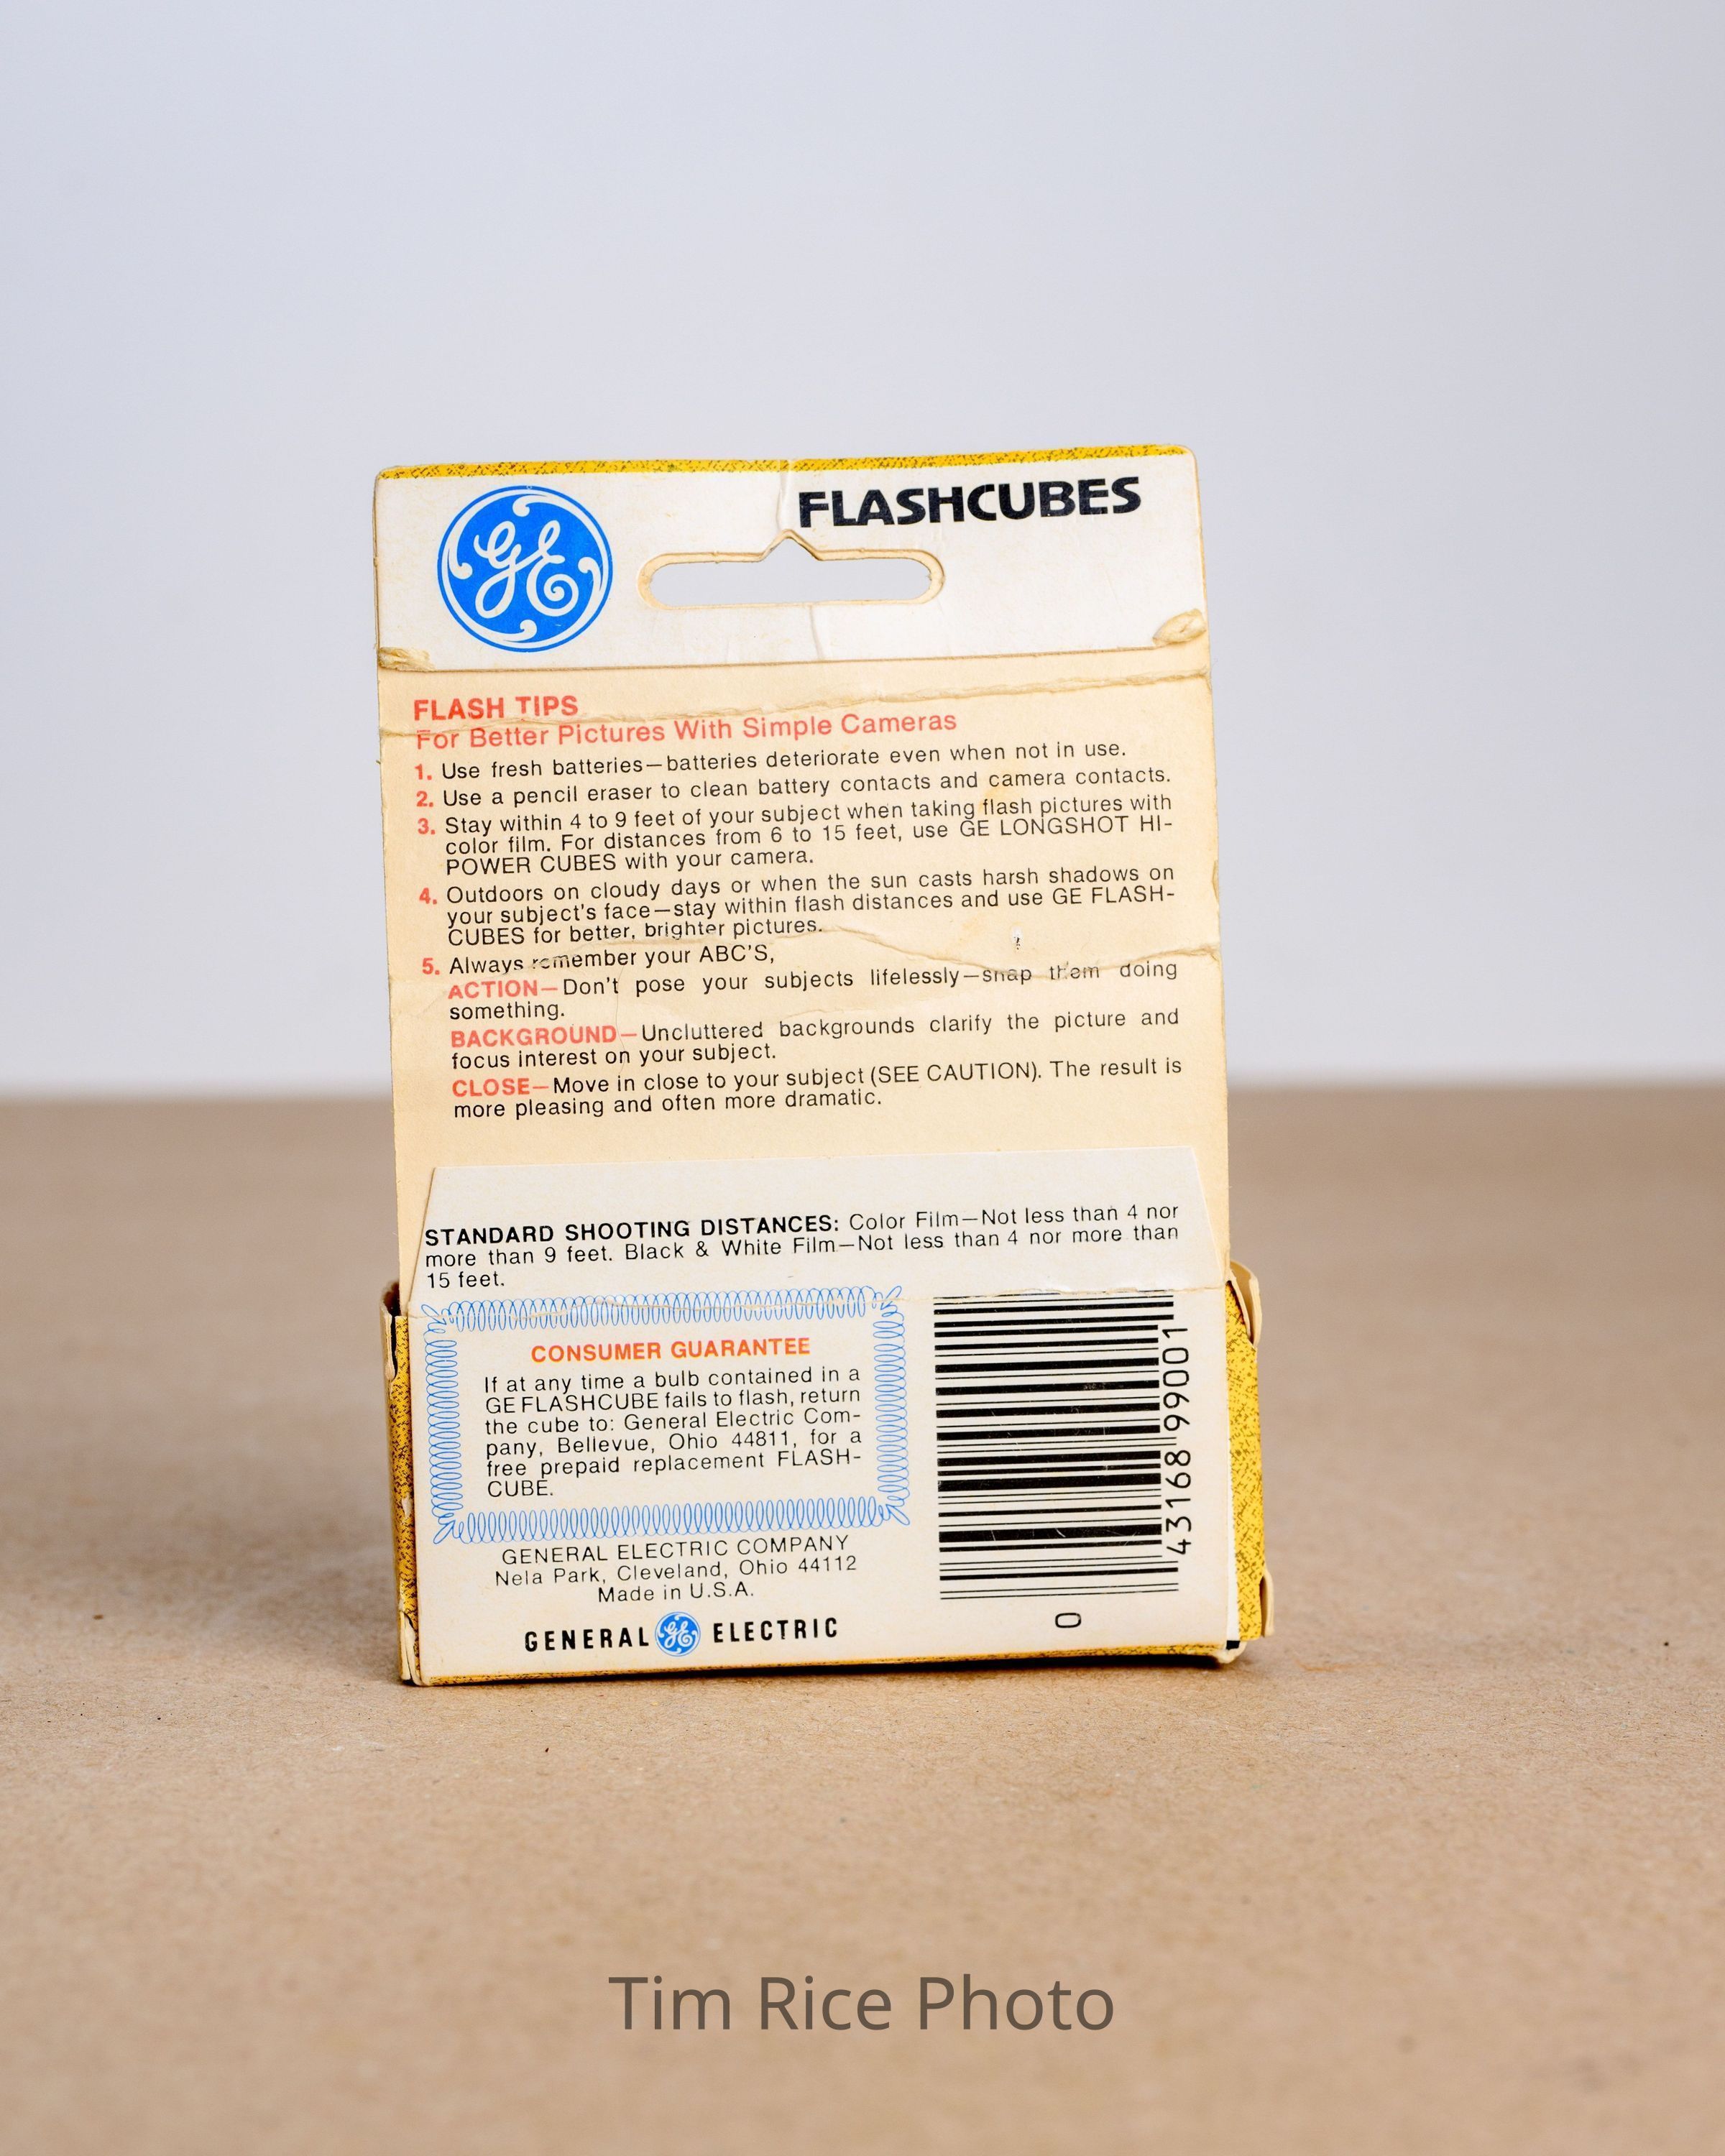 GE
FLASHCUBES
FLASH TIPS
For Better Pictures With Simple Cameras
1. Use fresh batteries—batteries deteriorate even when not in use.
2. Use a pencil eraser to clean battery contacts and camera contacts.
3. Stay within 4 to 9 feet of your subject when taking flash pictures with
color film. For distances from 6 to 15 feet, use GE LONGSHOT HI-
POWER CUBES with your camera.
4. Outdoors on cloudy days or when the sun casts harsh shadows on
your subject's face—stay within flash distances and use GE FLASH-
CUBES for better, brighter pictures.
5. Always remember your ABC'S,
ACTION—Don't pose your subjects lifelessly—snap them doing
something.
BACKGROUND—Uncluttered backgrounds clarify the picture and
focus interest on your subject.
CLOSE—Move in close to your subject (SEE CAUTION). The result is
more pleasing and often more dramatic.
STANDARD SHOOTING DISTANCES: Color Film—Not less than 4 nor
more than 9 feet. Black & White Film—Not less than 4 nor more than
15 feet.
CONSUMER GUARANTEE
If at any time a bulb contained in a
GE FLASHCUBE fails to flash, return
the cube to: General Electric Com-
pany, Bellevue, Ohio 44811, for a
free prepaid replacement FLASH-
CUBE.
GENERAL ELECTRIC COMPANY
Nela Park, Cleveland, Ohio 44112
Made in U.S.A.
GENERAL GE ELECTRIC
0 43168 99001
Tim Rice Photo